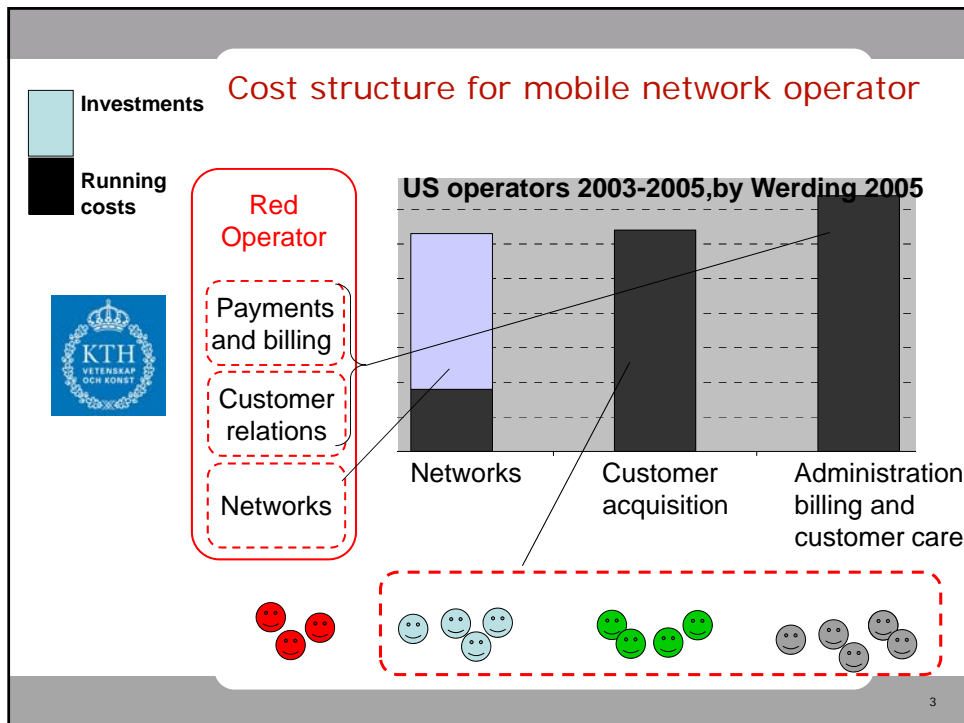 Cost structure for mobile network operator
Investments
Running
costs
US operators 2003-2005,by Werding 2005
Red
Operator
Payments
and billing
Customer
relations
Networks
KTH
VETENSKAP
OCH KONST
Networks
Customer
acquisition
Administration
billing and
customer care
3